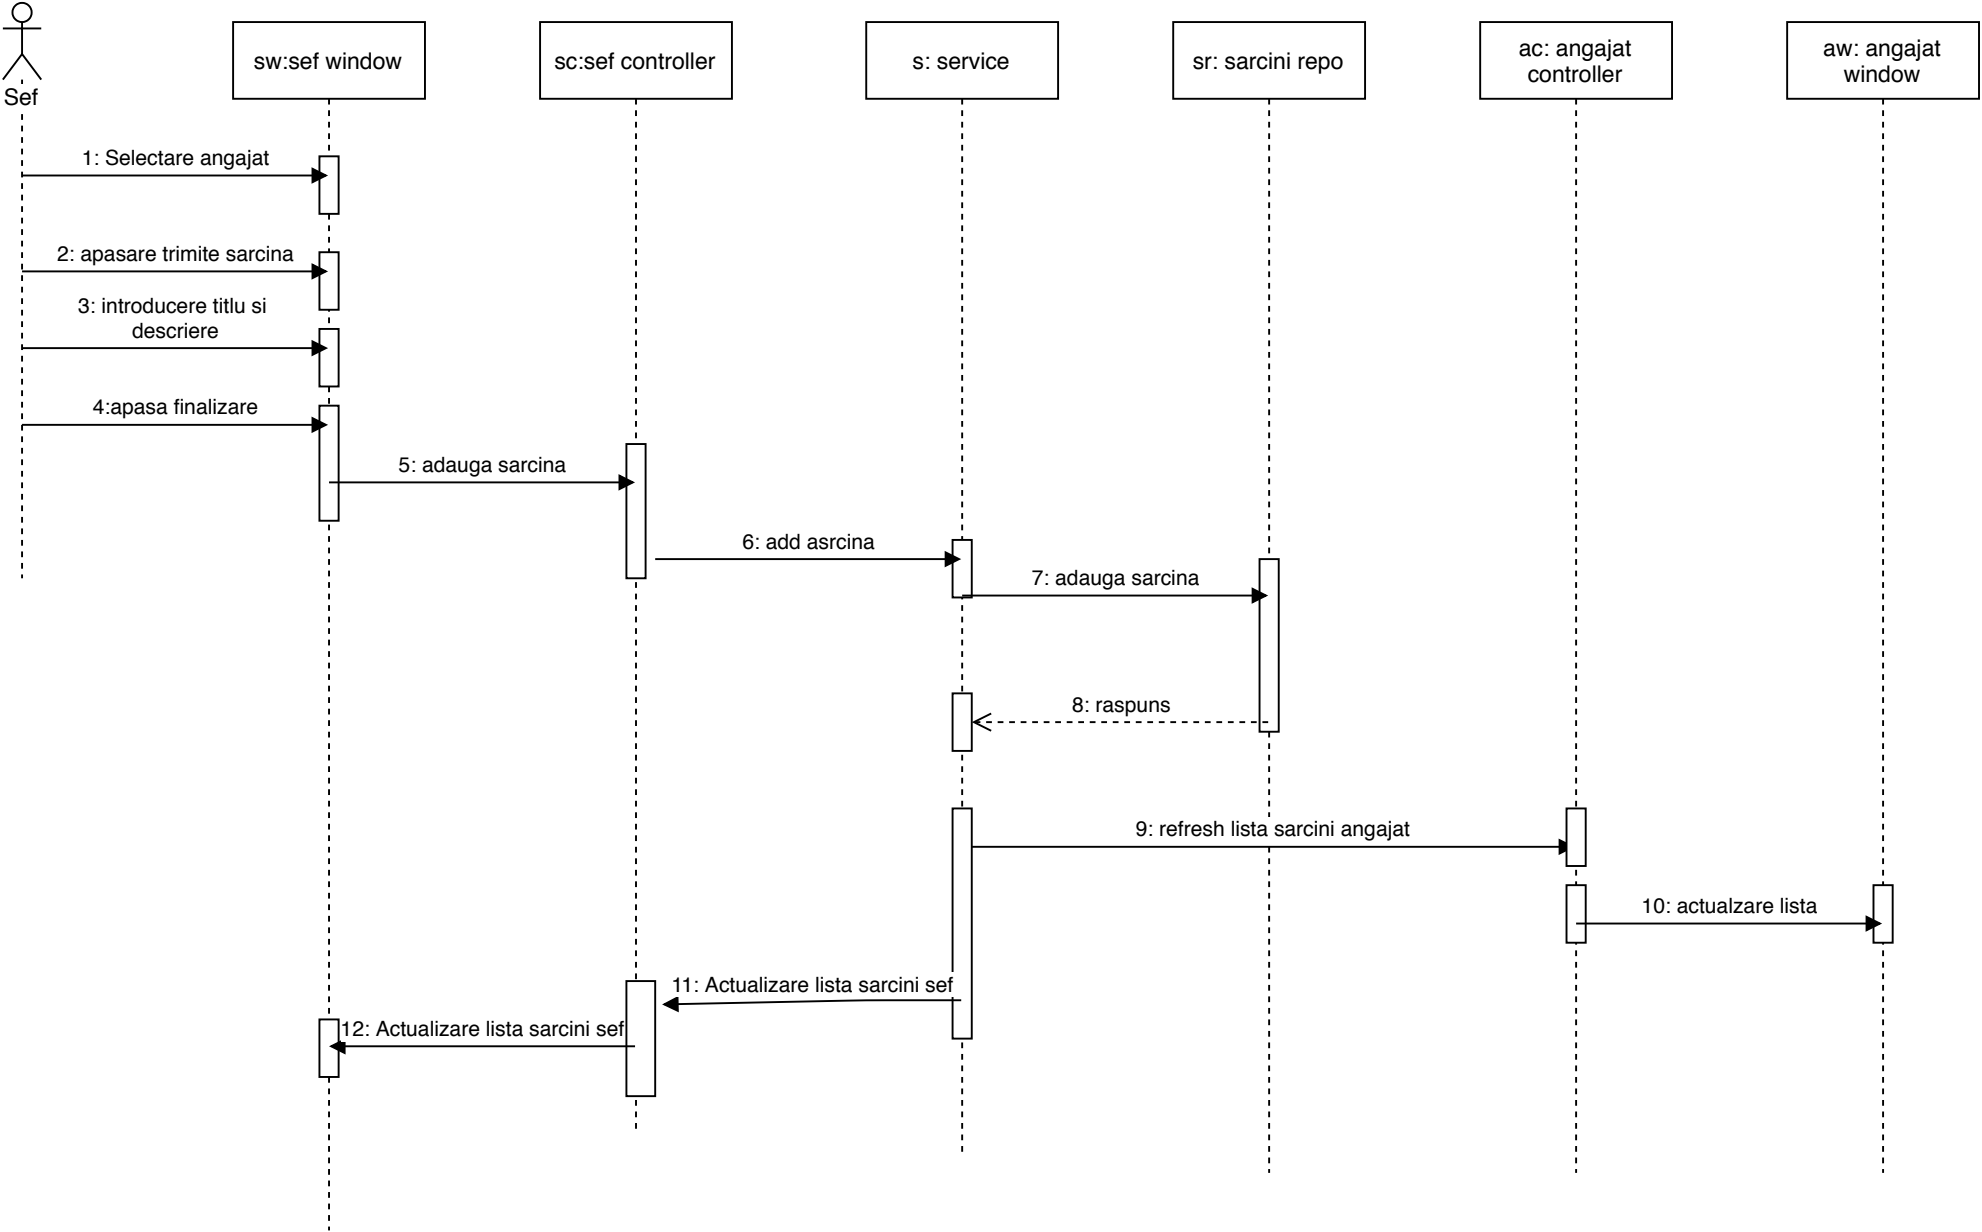 Sef
sw:sef window
sc:sef controller
s: service
sr: sarcini repo
ac: angajat
controller
aw: angajat
window
1: Selectare angajat
2: apasare trimite sarcina
3: introducere titlu si
descriere
4:apasa finalizare
5: adauga sarcina
6: add asrcina
7: adauga sarcina
8: raspuns
9: refresh lista sarcini angajat
10: actualzare lista
11: Actualizare lista sarcini sef
12: Actualizare lista sarcini sef